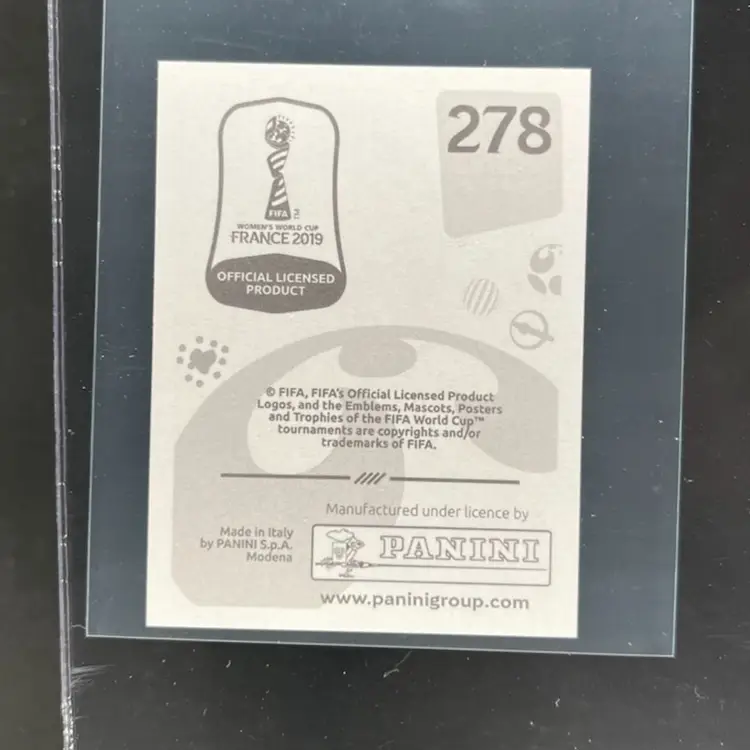 278
FIFA
WOMEN'S WORLD CUP
FRANCE 2019
OFFICIAL LICENSED
PRODUCT
© FIFA, FIFA's Official Licensed Product
Logos, and the Emblems, Mascots, Posters
and Trophies of the FIFA World Cup™
tournaments are copyrights and/or
trademarks of FIFA.
Manufactured under licence by
Made in Italy
by PANINI S.p.A.
Modena
PANINI
www.paninigroup.com